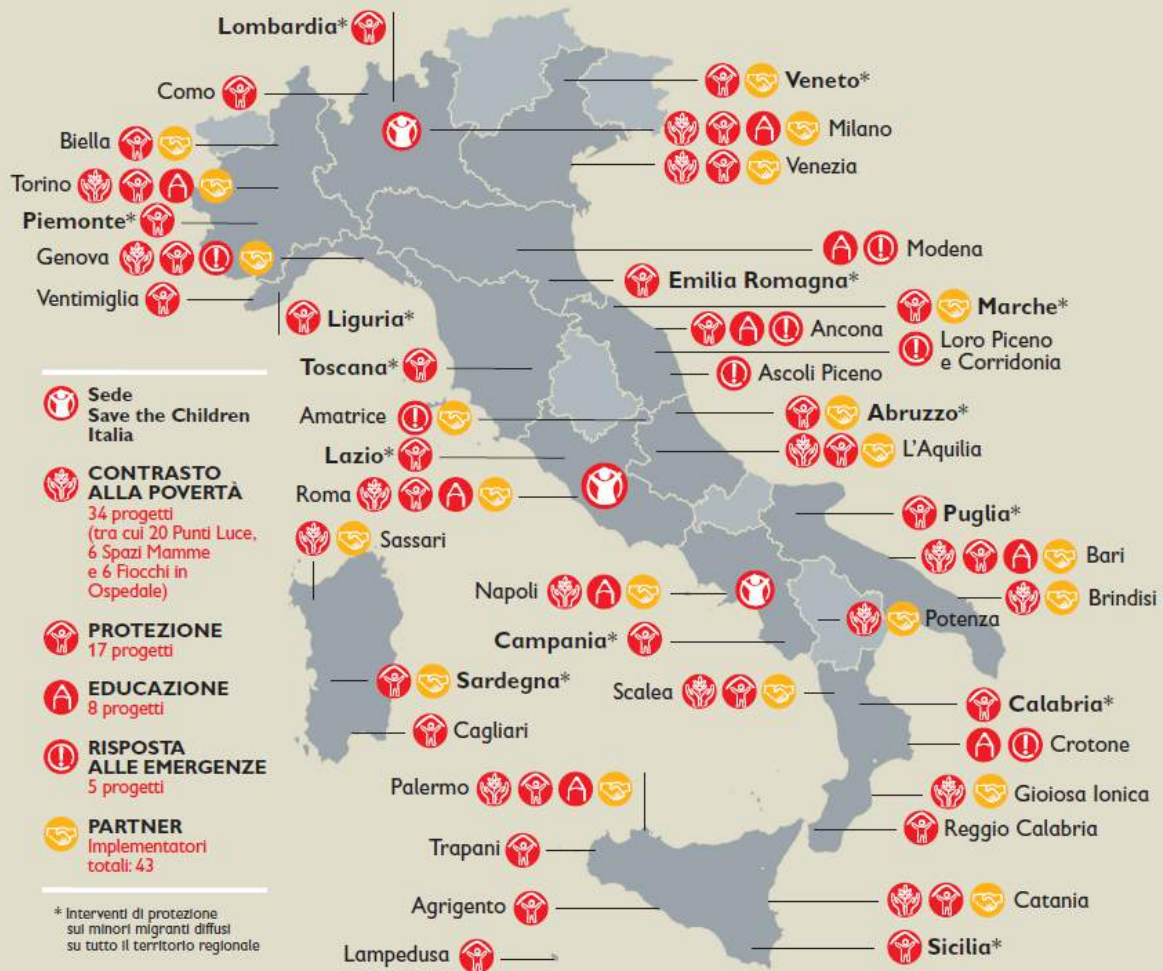 Lombardia*
Como
Biella
Torino
Piemonte*
Genova
Ventimiglia
Liguria*
Toscana*
Amatrice
Lazio*
Roma
Sassari
Napoli
Campania*
Sardegna*
Cagliari
Scalea
Palermo
Trapani
Agrigento
Lampedusa
Veneto*
Milano
Venezia
Modena
Emilia Romagna*
Marche*
Ancona
Loro Piceno
e Corridonia
Ascoli Piceno
Abruzzo*
L'Aquilia
Puglia*
Bari
Brindisi
Potenza
Calabria*
Crotone
Gioiosa Ionica
Reggio Calabria
Catania
Sicilia*
Sede
Save the Children
Italia
CONTRASTO
ALLA POVERTÀ
34 progetti
(tra cui 20 Punti Luce,
6 Spazi Mamme
e 6 Fiocchi in
Ospedale)
PROTEZIONE
17 progetti
EDUCAZIONE
8 progetti
RISPOSTA
ALLE EMERGENZE
5 progetti
PARTNER
Implementatori
totali: 43
* Interventi di protezione
sui minori migranti diffusi
su tutto il territorio regionale